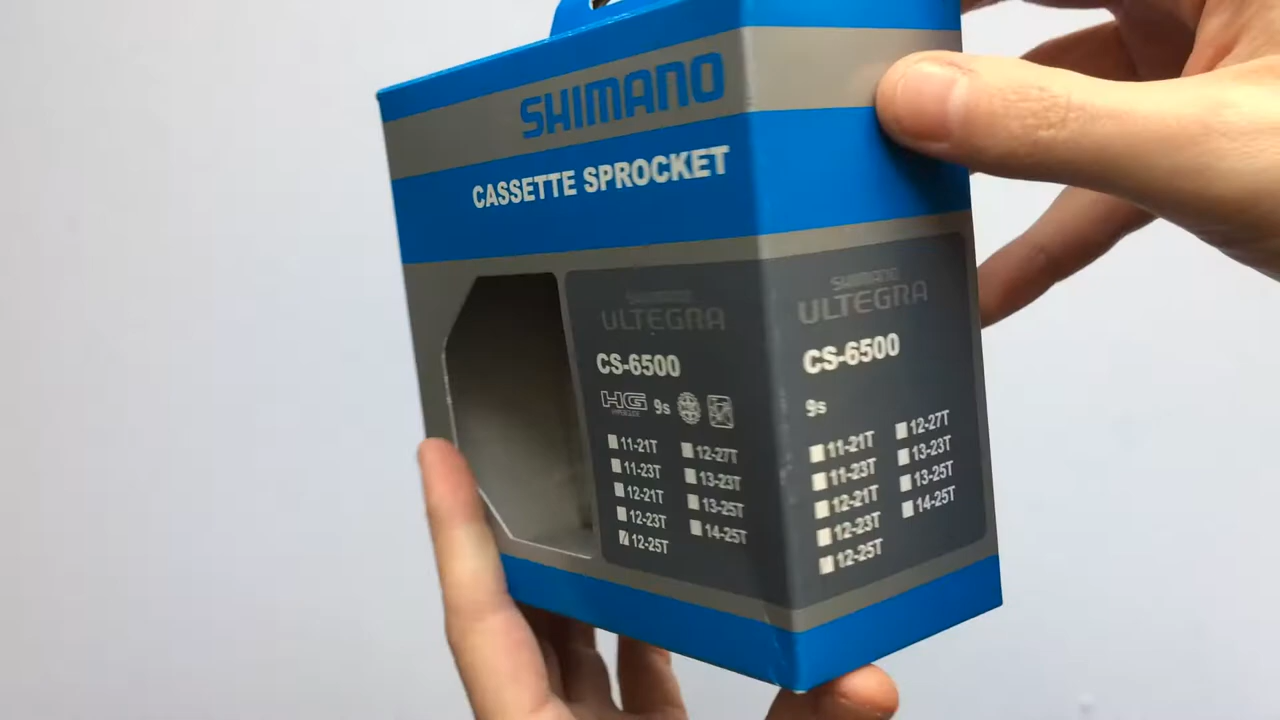 SHIMANO
CASSETTE SPROCKET
SHIMANO
ULTEGRA
CS-6500
HG
9s
11-21T
11-23T
12-21T
12-23T
12-25T
12-27T
13-23T
13-25T
14-25T
SHIMANO
ULTEGRA
CS-6500
9s
11-21T
11-23T
12-21T
12-23T
12-25T
12-27T
13-23T
13-25T
14-25T